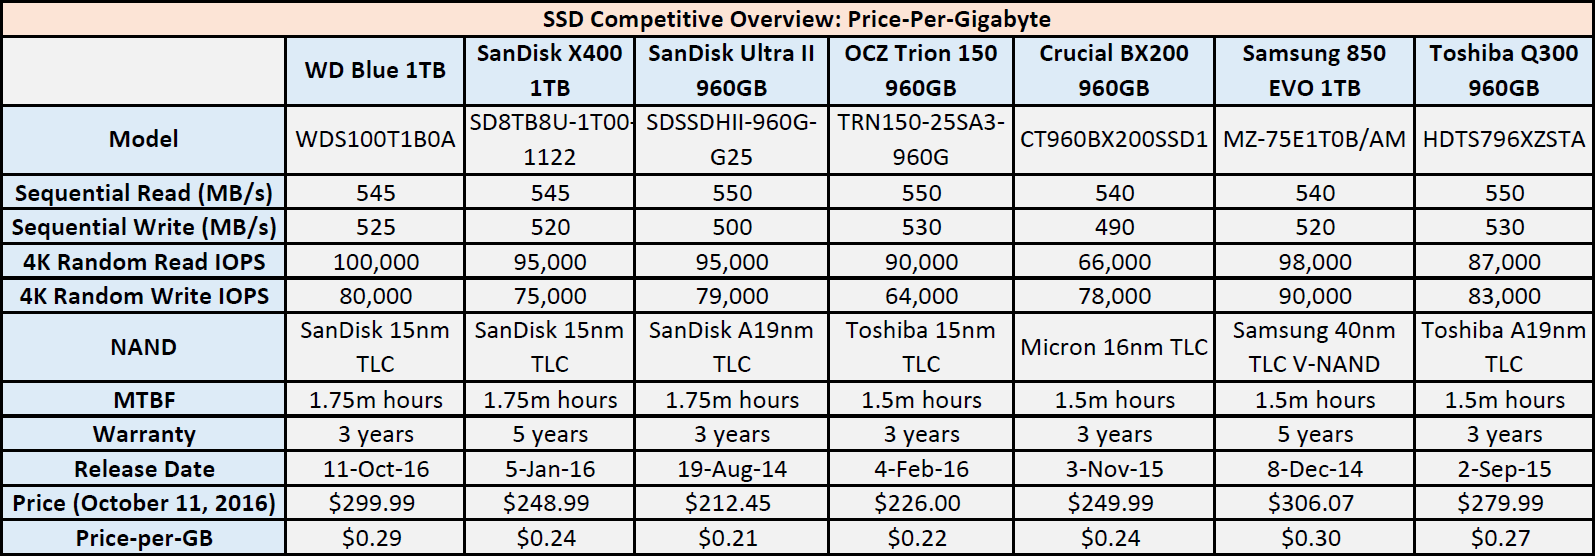 SSD Competitive Overview: Price-Per-Gigabyte
WD Blue 1TB SanDisk X400 1TB SanDisk Ultra II 960GB OCZ Trion 150 960GB Crucial BX200 960GB Samsung 850 EVO 1TB Toshiba Q300 960GB
Model WDS100T1B0A SD8TB8U-1T00-1122 SDSSDHII-960G-G25 TRN150-25SA3-960G CT960BX200SSD1 MZ-75E1T0B/AM HDTS796XZSTA
Sequential Read (MB/s) 545 545 550 550 540 540 550
Sequential Write (MB/s) 525 520 500 530 490 520 530
4K Random Read IOPS 100,000 95,000 95,000 90,000 66,000 98,000 87,000
4K Random Write IOPS 80,000 75,000 79,000 64,000 78,000 90,000 83,000
NAND SanDisk 15nm TLC SanDisk 15nm TLC SanDisk A19nm TLC Toshiba 15nm TLC Micron 16nm TLC Samsung 40nm TLC V-NAND Toshiba A19nm TLC
MTBF 1.75m hours 1.75m hours 1.75m hours 1.5m hours 1.5m hours 1.5m hours 1.5m hours
Warranty 3 years 5 years 3 years 3 years 3 years 5 years 3 years
Release Date 11-Oct-16 5-Jan-16 19-Aug-14 4-Feb-16 3-Nov-15 8-Dec-14 2-Sep-15
Price (October 11, 2016) $299.99 $248.99 $212.45 $226.00 $249.99 $306.07 $279.99
Price-per-GB $0.29 $0.24 $0.21 $0.22 $0.24 $0.30 $0.27